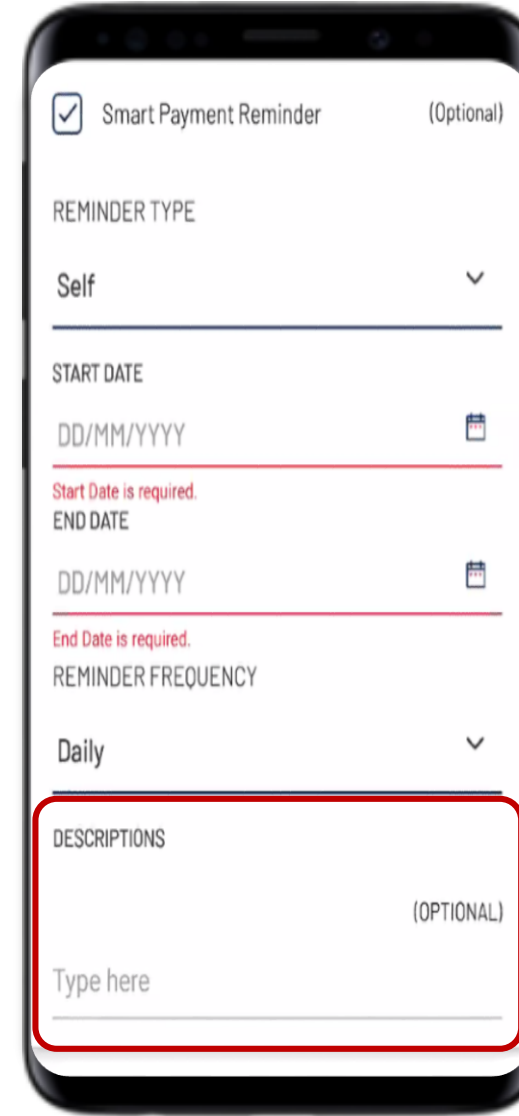 Smart Payment Reminder (Optional)
REMINDER TYPE
Self
START DATE
DD/MM/YYYY
Start Date is required.
END DATE
DD/MM/YYYY
End Date is required.
REMINDER FREQUENCY
Daily
DESCRIPTIONS
(OPTIONAL)
Type here